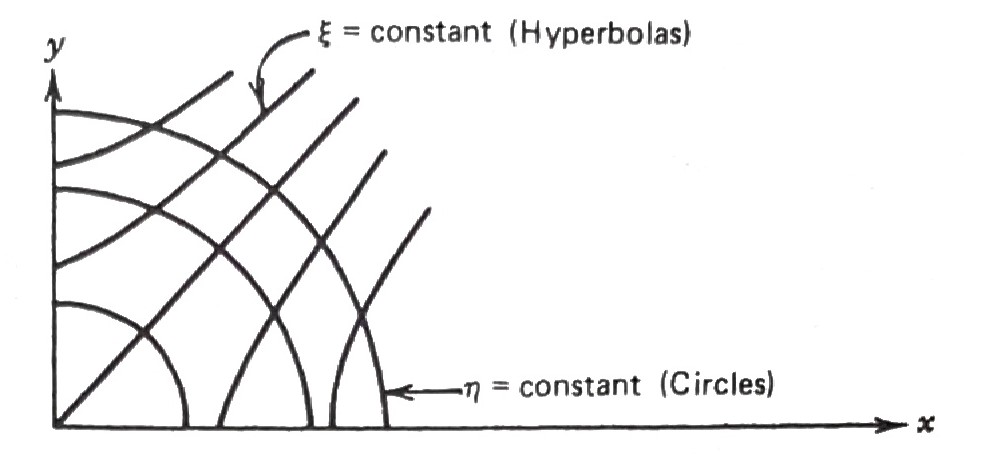 ξ = constant (Hyperbolas)
y
η = constant (Circles)
x